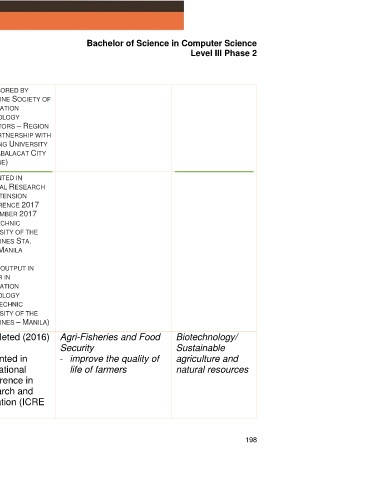 Bachelor of Science in Computer Science
Level III Phase 2
ORED BY
INE SOCIETY OF
ATION
OLOGY
TORS – REGION
RTNERSHIP WITH
NG UNIVERSITY
ABALACAT CITY
E)
NTED IN
AL RESEARCH
TENSION
RENCE 2017
MBER 2017
ECHNIC
SITY OF THE
INES STA.
MANILA
OUTPUT IN
R IN
ATION
OLOGY
ECHNIC
SITY OF THE
INES – MANILA)
leted (2016)
nted in
ational
rence in
arch and
ation (ICRE
Agri-Fisheries and Food
Security
- improve the quality of
life of farmers
Biotechnology/
Sustainable
agriculture and
natural resources
198